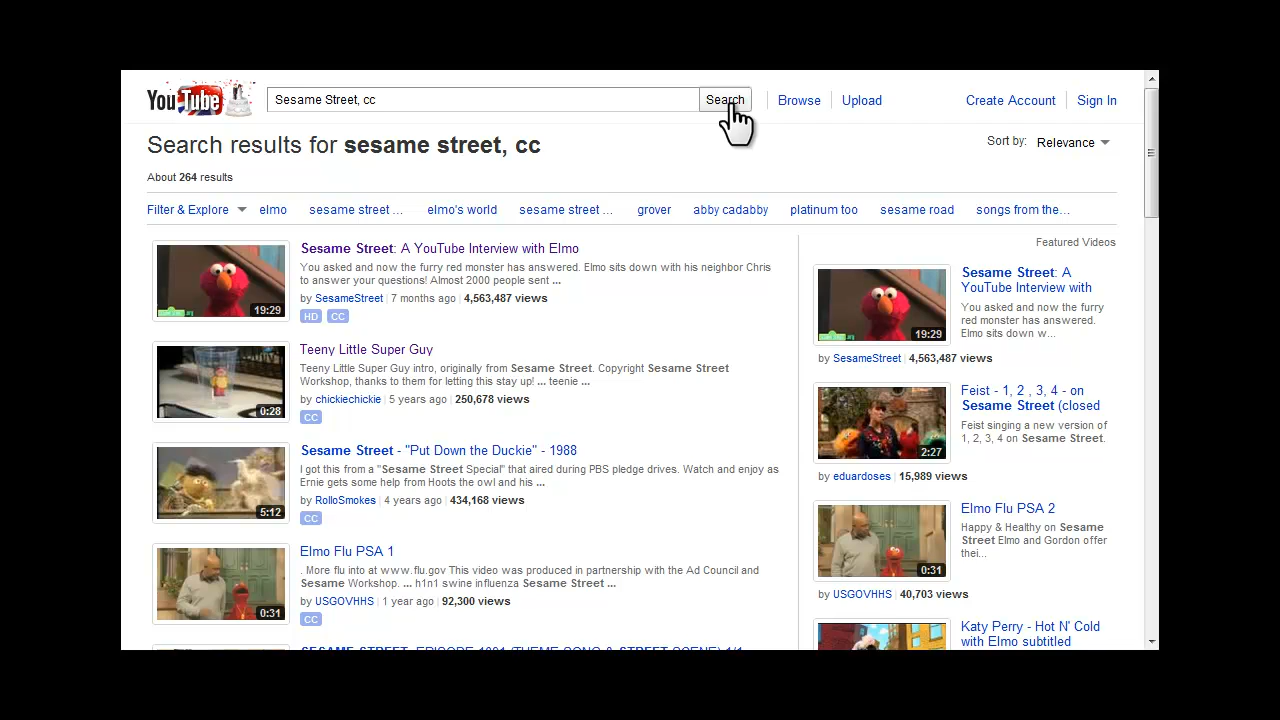 YouTube
Sesame Street, cc
Search
Browse
Upload
Create Account
Sign In
Search results for sesame street, cc
Sort by: Relevance
About 264 results
Filter & Explore
elmo
sesame street ...
elmo's world
sesame street ...
grover
abby cadabby
platinum too
sesame road
songs from the...
19:29
Sesame Street: A YouTube Interview with Elmo
You asked and now the furry red monster has answered. Elmo sits down with his neighbor Chris
to answer your questions! Almost 2000 people sent ...
by SesameStreet | 7 months ago | 4,563,487 views
HD CC
0:28
Teeny Little Super Guy
Teeny Little Super Guy intro, originally from Sesame Street. Copyright Sesame Street
Workshop, thanks to them for letting this stay up! ... teenie ...
by chickiechickie | 5 years ago | 250,678 views
CC
5:12
Sesame Street - "Put Down the Duckie" - 1988
I got this from a "Sesame Street Special" that aired during PBS pledge drives. Watch and enjoy as
Ernie gets some help from Hoots the owl and his ...
by RolloSmokes | 4 years ago | 434,168 views
CC
0:31
Elmo Flu PSA 1
. More flu into at www.flu.gov This video was produced in partnership with the Ad Council and
Sesame Workshop. ... h1n1 swine influenza Sesame Street ...
by USGOVHHS | 1 year ago | 92,300 views
CC
Featured Videos
19:29
Sesame Street: A
YouTube Interview with
You asked and now the furry
red monster has answered.
Elmo sits down w...
by SesameStreet | 4,563,487 views
2:27
Feist - 1, 2 , 3, 4 - on
Sesame Street (closed
Feist singing a new version of
1, 2, 3, 4 on Sesame Street.
by eduardoses | 15,989 views
0:31
Elmo Flu PSA 2
Happy & Healthy on Sesame
Street Elmo and Gordon offer
thei...
by USGOVHHS | 40,703 views
Katy Perry - Hot N' Cold
with Elmo subtitled